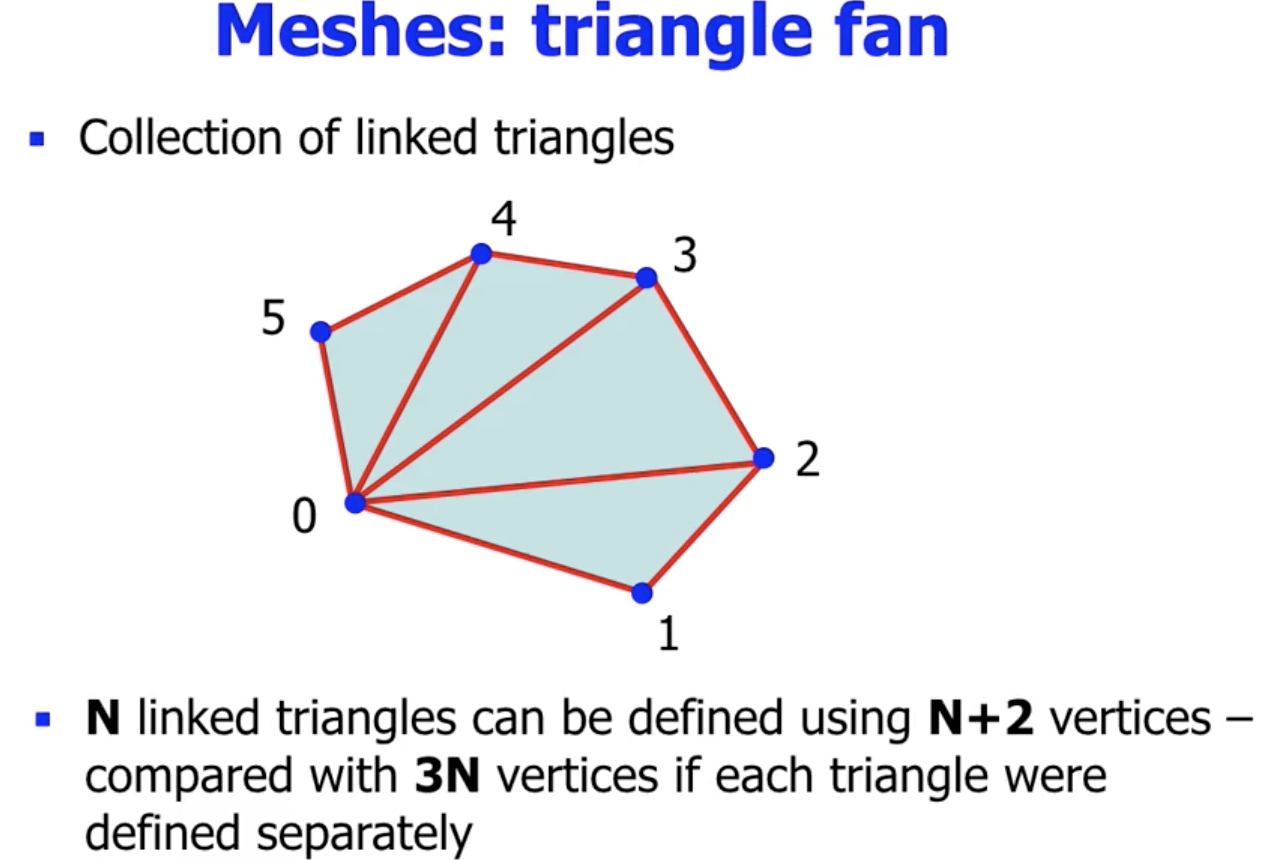 Meshes: triangle fan
▪ Collection of linked triangles
4
3
5
2
0
1
▪ N linked triangles can be defined using N+2 vertices –
compared with 3N vertices if each triangle were
defined separately